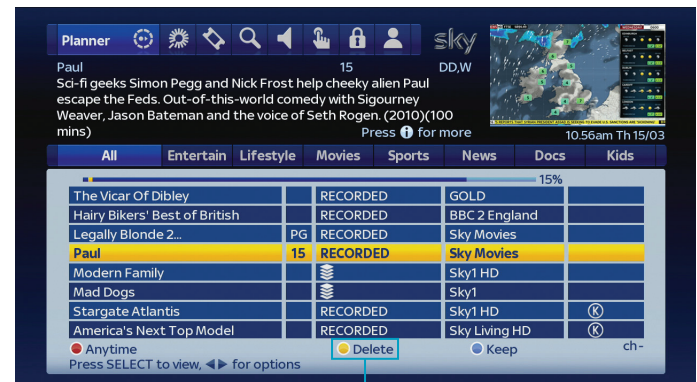 Planner
sky
Paul 15 DD,W
Sci-fi geeks Simon Pegg and Nick Frost help cheeky alien Paul
escape the Feds. Out-of-this-world comedy with Sigourney
Weaver, Jason Bateman and the voice of Seth Rogen. (2010)(100
mins)
Press i for more
10.56am Th 15/03
All Entertain Lifestyle Movies Sports News Docs Kids
15%
The Vicar Of Dibley RECORDED GOLD
Hairy Bikers' Best of British RECORDED BBC 2 England
Legally Blonde 2... PG RECORDED Sky Movies
Paul 15 RECORDED Sky Movies
Modern Family Sky1 HD
Mad Dogs Sky1
Stargate Atlantis RECORDED Sky1 HD K
America's Next Top Model RECORDED Sky Living HD K
Anytime Delete Keep ch-
Press SELECT to view, ◀▶ for options